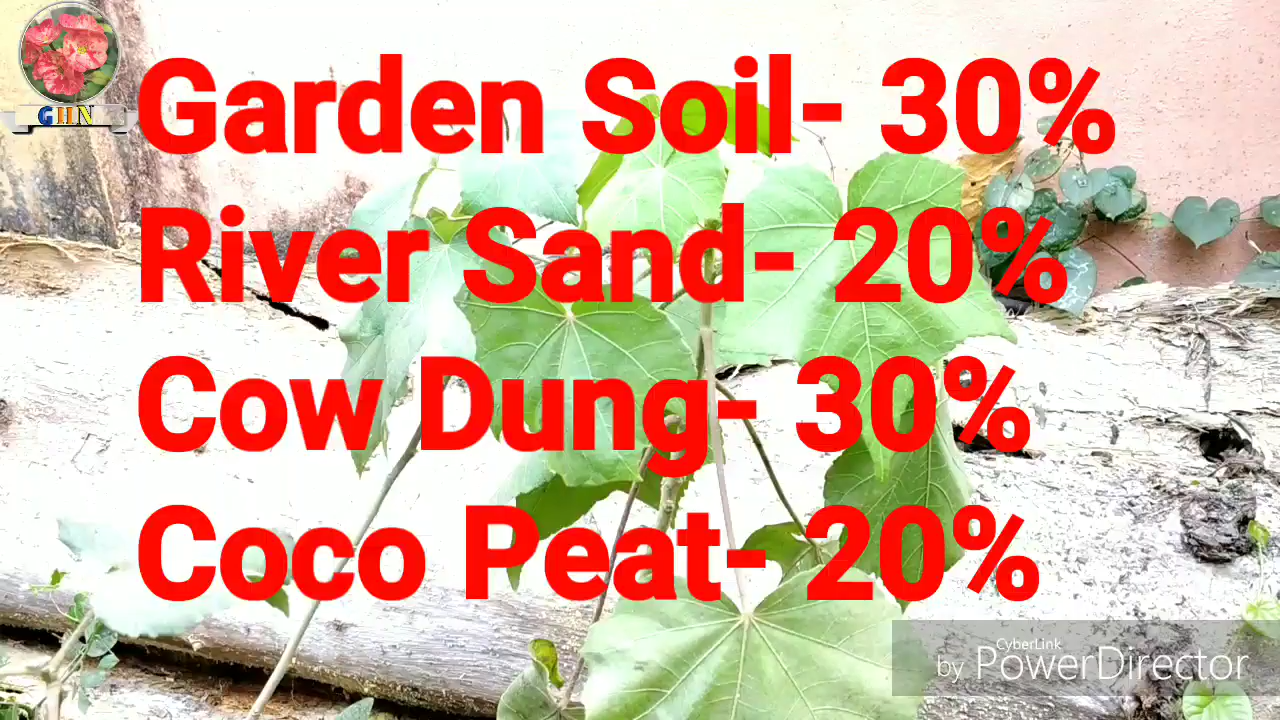 GHN
Garden Soil- 30%
River Sand- 20%
Cow Dung- 30%
Coco Peat- 20%
CyberLink
by PowerDirector